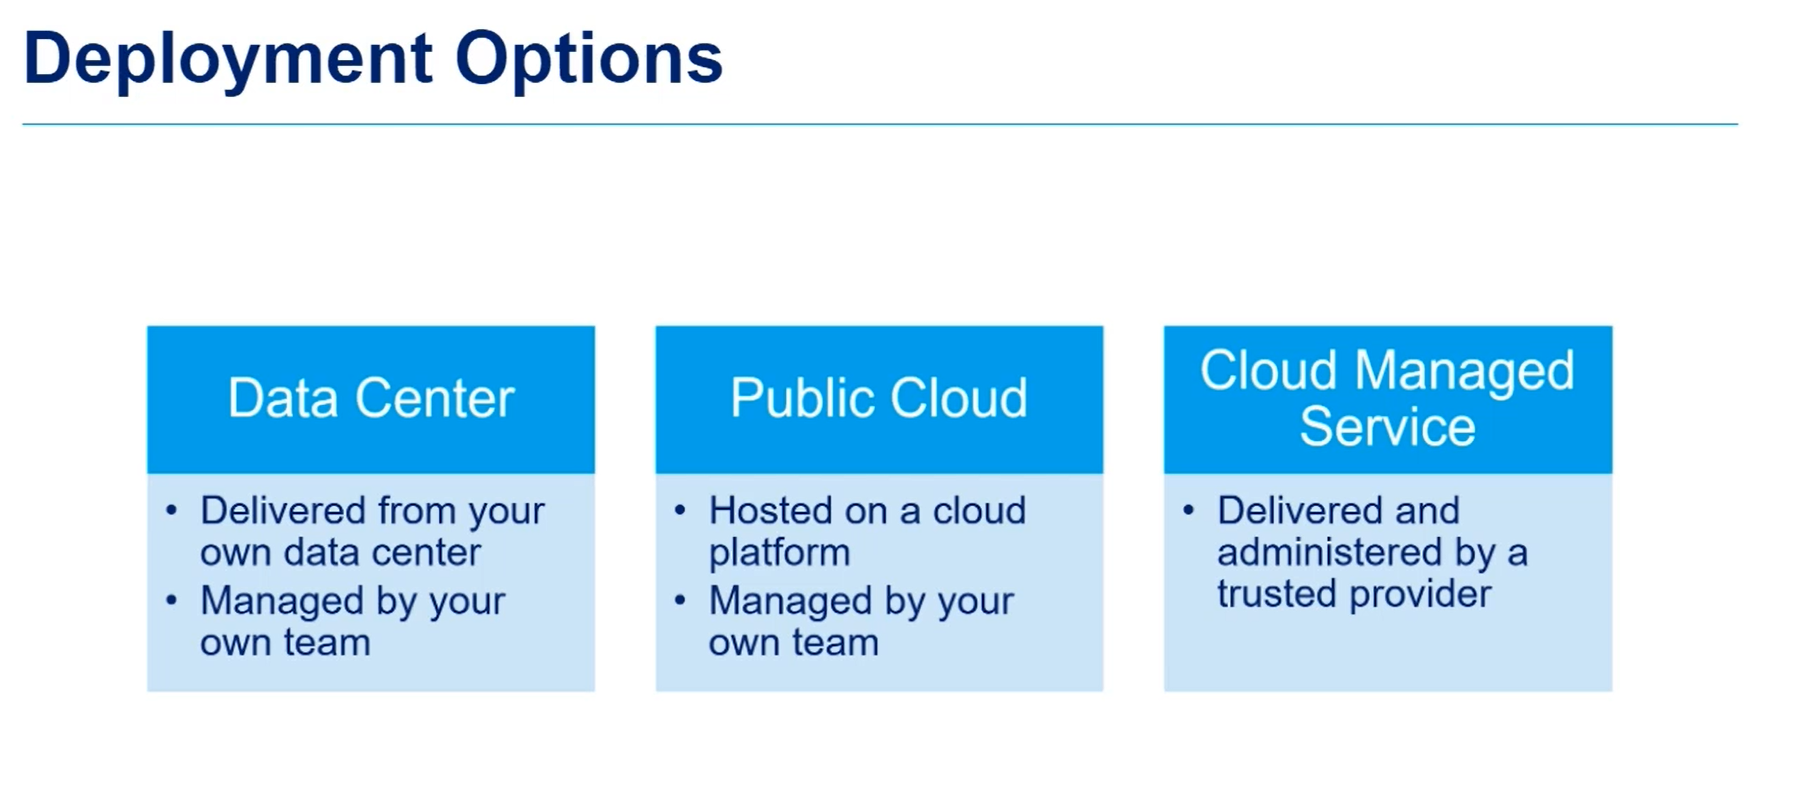 Deployment Options
Data Center
• Delivered from your
own data center
• Managed by your
own team
Public Cloud
• Hosted on a cloud
platform
• Managed by your
own team
Cloud Managed
Service
• Delivered and
administered by a
trusted provider